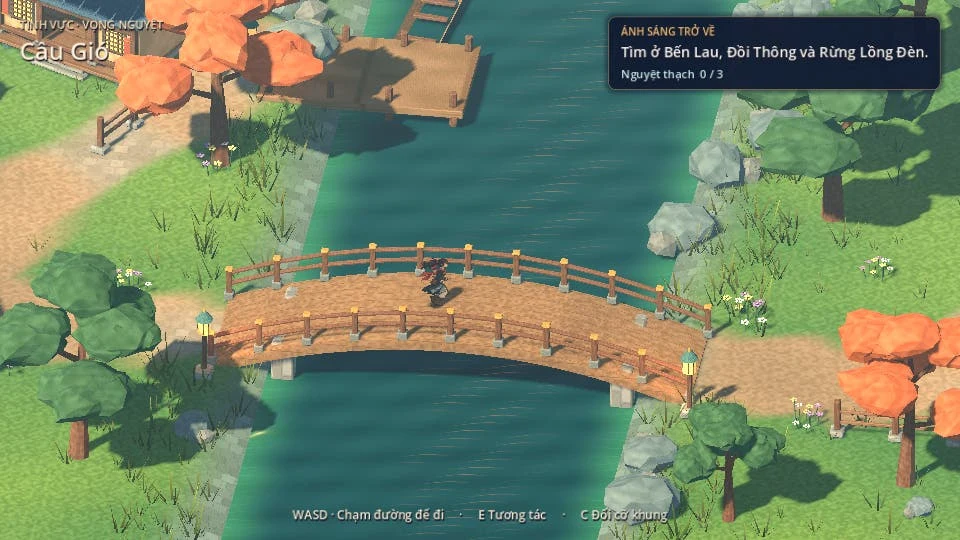 TỊNH VỰC · VỌNG NGUYỆT
Cầu Gió
ÁNH SÁNG TRỞ VỀ
Tìm ở Bến Lau, Đồi Thông và Rừng Lồng Đèn.
Nguyệt thạch 0 / 3
WASD · Chạm đường để đi · E Tương tác · C Đổi cỡ khung